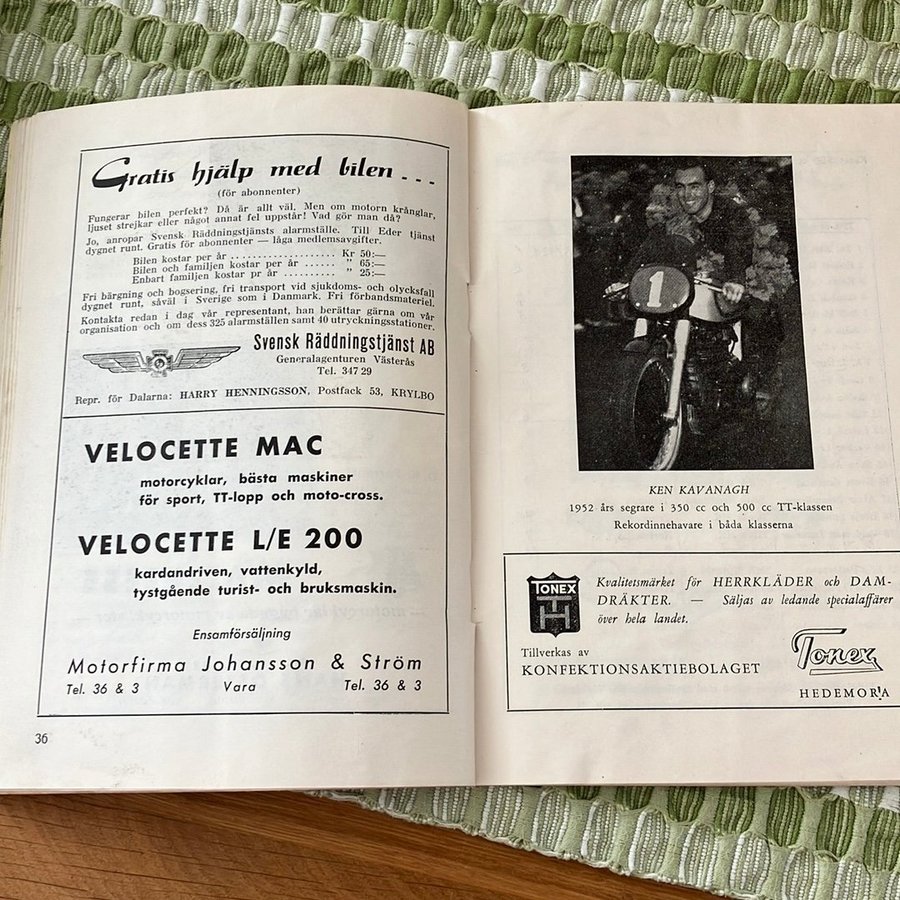 Gratis hjälp med bilen . . .
(för abonnenter)
Fungerar bilen perfekt? Då är allt väl. Men om motorn krånglar,
ljuset strejkar eller något annat fel uppstår! Vad gör man då?
Jo, anropar Svensk Räddningstjänsts alarmställe. Till Eder tjänst
dygnet runt. Gratis för abonnenter — låga medlemsavgifter.
Bilen kostar per år . . . . . . . . . . . . . . . . . . . Kr 50:—
Bilen och familjen kostar per år . . . . . . " 65:—
Enbart familjen kostar pr år . . . . . . . . . . " 25:—
Fri bärgning och bogsering, fri transport vid sjukdoms- och olycksfall
dygnet runt, såväl i Sverige som i Danmark. Fri förbandsmateriel.
Kontakta redan i dag vår representant, han berättar gärna om vår
organisation och om dess 325 alarmställen samt 40 utryckningsstationer.
Svensk Räddningstjänst AB
Generalagenturen Västerås
Tel. 347 29
Repr. för Dalarna: HARRY HENNINGSSON, Postfack 53, KRYLBO
VELOCETTE MAC
motorcyklar, bästa maskiner
för sport, TT-lopp och moto-cross.
VELOCETTE L/E 200
kardandriven, vattenkyld,
tystgående turist- och bruksmaskin.
Ensamförsäljning
Motorfirma Johansson & Ström
Tel. 36 & 3 Vara Tel. 36 & 3
36
1
KEN KAVANAGH
1952 års segrare i 350 cc och 500 cc TT-klassen
Rekordinnehavare i båda klasserna
TONEX
H
Kvalitetsmärket för HERRKLÄDER och DAM-
DRÄKTER. — Säljas av ledande specialaffärer
över hela landet.
Tillverkas av
KONFEKTIONSAKTIEBOLAGET
Tonex
HEDEMORA